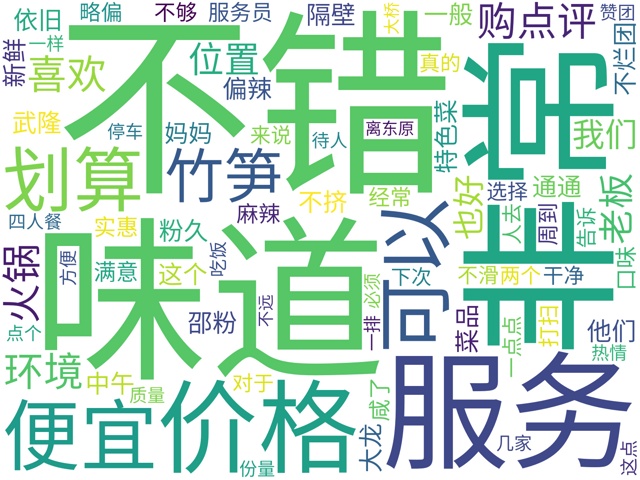 依旧
略偏
不够
服务员
隔壁
一般
购点评
大桥
赞团
新鲜
一样
喜欢
不错
位置
真的
不烂团
偏辣
特色菜
非常
我们
武隆
停车
妈妈
来说
待人
离东原
划算
竹笋
不挤
经常
可以
也好
选择
通通
老板
四人餐
实惠
粉久
麻辣
人去
周到
告诉
火锅
味道
方便
满意
这个
吃饭
必须
下次
不滑
两个
干净
口味
点个
邵粉
不远
一排
菜品
一点点
打扫
他们
热情
环境
中午
质量
对于
咸了
服务
便宜
价格
份量
大龙
几家
这点